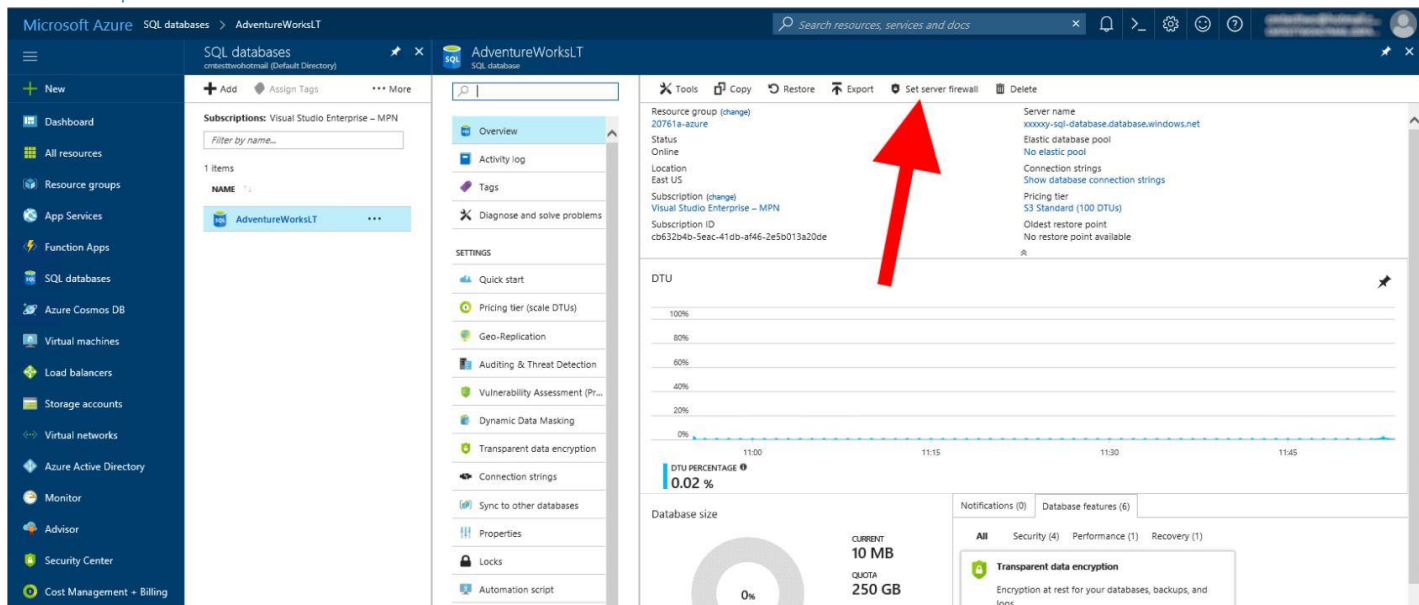 Microsoft Azure SQL databases > AdventureWorksLT
Search resources, services and docs
SQL databases
cmtesttwohotmail (Default Directory)
AdventureWorksLT
SQL database
New
Dashboard
All resources
Resource groups
App Services
Function Apps
SQL databases
Azure Cosmos DB
Virtual machines
Load balancers
Storage accounts
Virtual networks
Azure Active Directory
Monitor
Advisor
Security Center
Cost Management + Billing
Add Assign Tags ••• More
Subscriptions: Visual Studio Enterprise – MPN
Filter by name...
1 items
NAME
AdventureWorksLT •••
Overview
Activity log
Tags
Diagnose and solve problems
SETTINGS
Quick start
Pricing tier (scale DTUs)
Geo-Replication
Auditing & Threat Detection
Vulnerability Assessment (Pr...
Dynamic Data Masking
Transparent data encryption
Connection strings
Sync to other databases
Properties
Locks
Automation script
Tools Copy Restore Export Set server firewall Delete
Resource group (change)
20761a-azure
Status
Online
Location
East US
Subscription (change)
Visual Studio Enterprise – MPN
Subscription ID
cb632b4b-5eac-41db-af46-2e5b013a20de
Server name
xxxxxy-sql-database.database.windows.net
Elastic database pool
No elastic pool
Connection strings
Show database connection strings
Pricing tier
S3 Standard (100 DTUs)
Oldest restore point
No restore point available
DTU
100%
80%
60%
40%
20%
0%
11:00 11:15 11:30 11:45
DTU PERCENTAGE
0.02 %
Database size
0%
CURRENT
10 MB
QUOTA
250 GB
Notifications (0) Database features (6)
All Security (4) Performance (1) Recovery (1)
Transparent data encryption
Encryption at rest for your databases, backups, and
logs.